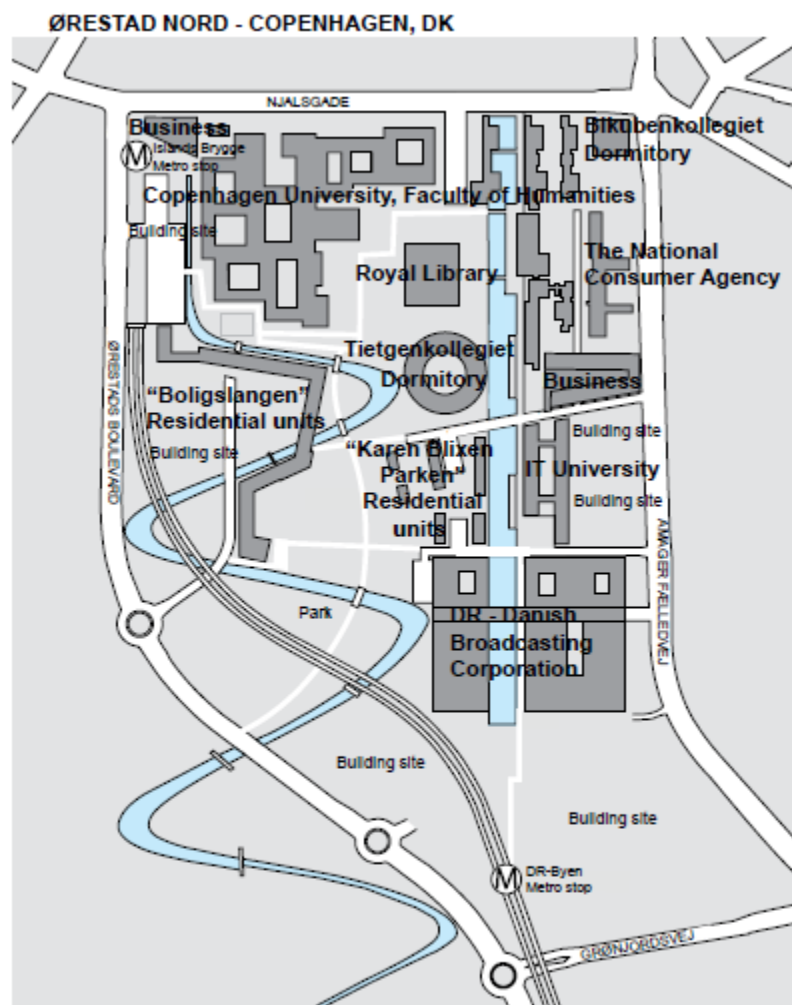 ØRESTAD NORD - COPENHAGEN, DK
NJALSGADE
Business
Islands Brygge
Metro stop
M
Bikubenkollegiet
Dormitory
Copenhagen University, Faculty of Humanities
Building site
The National
Consumer Agency
Royal Library
Tietgenkollegiet
Dormitory
Business
ØRESTADS BOULEVARD
"Boligslangen"
Residential units
Building site
"Karen Blixen
Parken"
Residential
units
Building site
IT University
Building site
AMAGER FÆLLEDVEJ
Park
DR - Danish
Broadcasting
Corporation
Building site
Building site
M
DR-Byen
Metro stop
GRØNJORDSVEJ